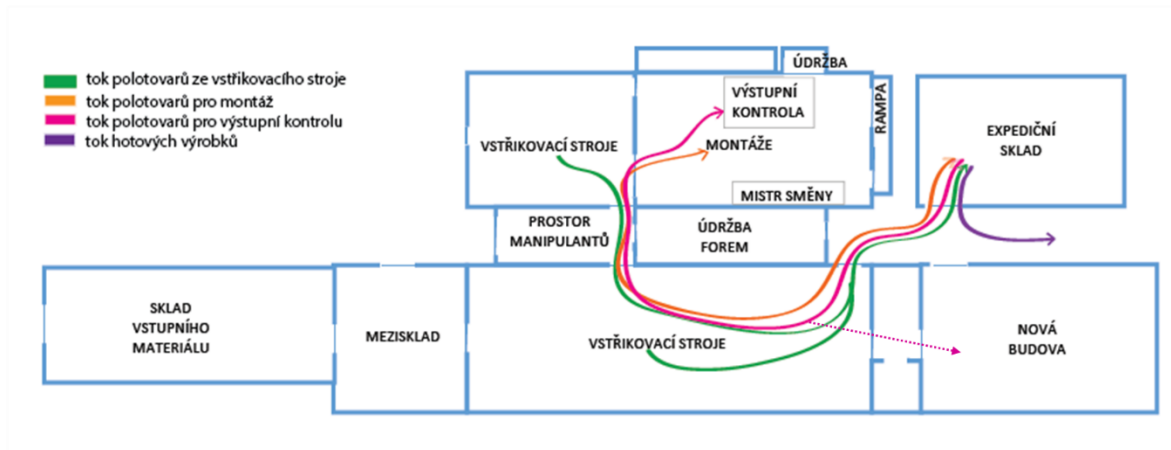 tok polotovarů ze vstřikovacího stroje
tok polotovarů pro montáž
tok polotovarů pro výstupní kontrolu
tok hotových výrobků
ÚDRŽBA
VÝSTUPNÍ
KONTROLA
RAMPA
VSTŘIKOVACÍ STROJE
MONTÁŽE
EXPEDIČNÍ
SKLAD
MISTR SMĚNY
PROSTOR
MANIPULANTŮ
ÚDRŽBA
FOREM
SKLAD
VSTUPNÍHO
MATERIÁLU
MEZISKLAD
VSTŘIKOVACÍ STROJE
NOVÁ
BUDOVA